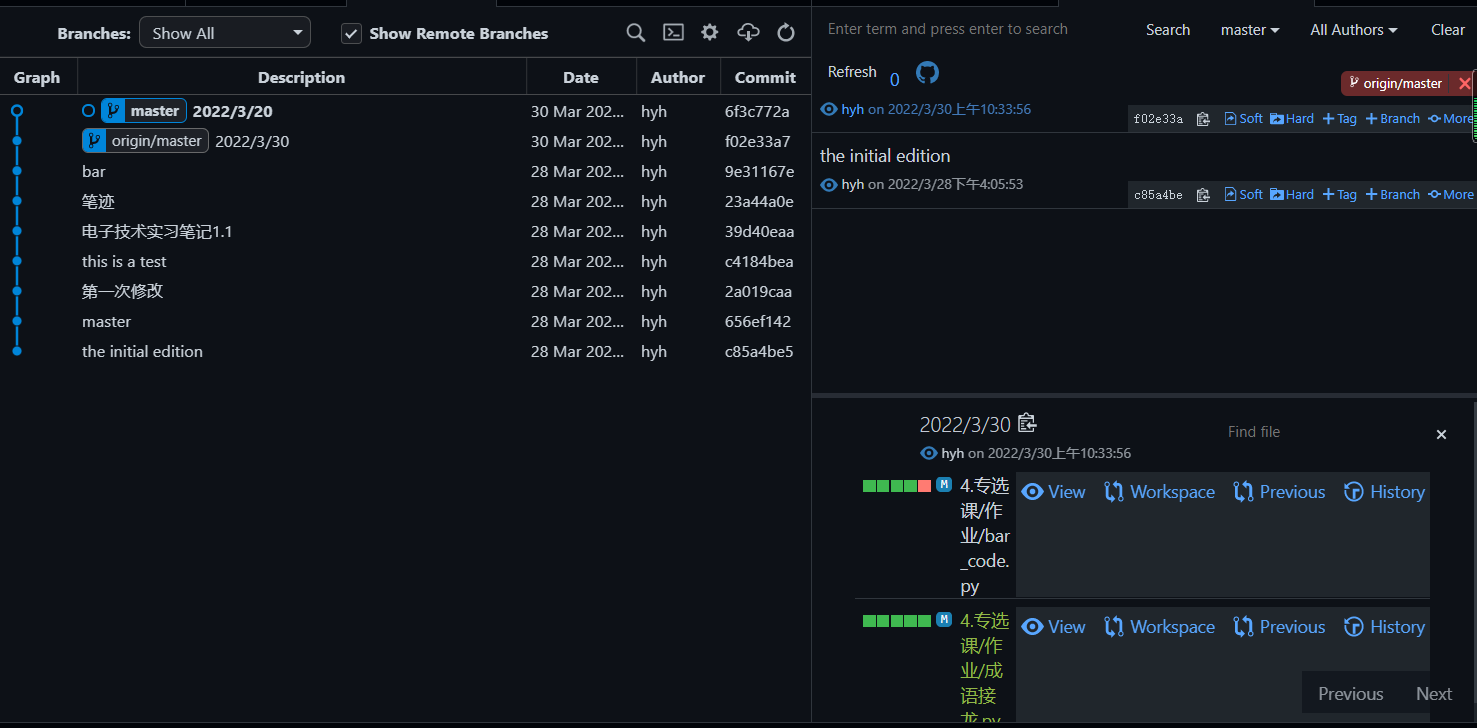 Branches: Show All Show Remote Branches
Graph Description Date Author Commit
master 2022/3/20 30 Mar 202... hyh 6f3c772a
origin/master 2022/3/30 30 Mar 202... hyh f02e33a7
bar 28 Mar 202... hyh 9e31167e
笔迹 28 Mar 202... hyh 23a44a0e
电子技术实习笔记1.1 28 Mar 202... hyh 39d40eaa
this is a test 28 Mar 202... hyh c4184bea
第一次修改 28 Mar 202... hyh 2a019caa
master 28 Mar 202... hyh 656ef142
the initial edition 28 Mar 202... hyh c85a4be5
Enter term and press enter to search Search master All Authors Clear
Refresh 0
origin/master
hyh on 2022/3/30上午10:33:56
f02e33a Soft Hard Tag Branch More
the initial edition
hyh on 2022/3/28下午4:05:53
c85a4be Soft Hard Tag Branch More
2022/3/30 Find file
hyh on 2022/3/30上午10:33:56
M 4.专选 View Workspace Previous History
课/作
业/bar
_code.
py
M 4.专选 View Workspace Previous History
课/作
业/成
语接
龙.py
Previous Next